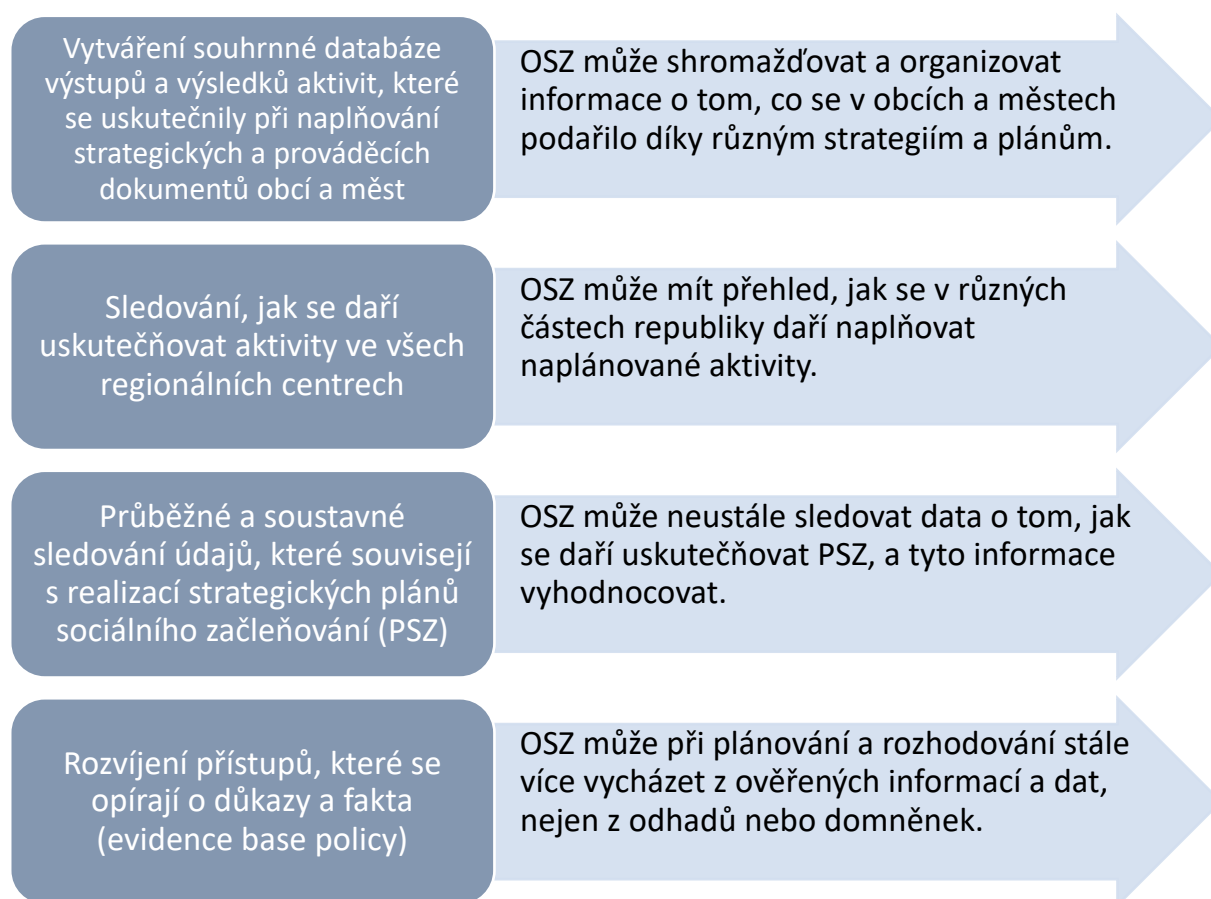 Vytváření souhrnné databáze
výstupů a výsledků aktivit, které
se uskutečnily při naplňování
strategických a prováděcích
dokumentů obcí a měst
OSZ může shromažďovat a organizovat
informace o tom, co se v obcích a městech
podařilo díky různým strategiím a plánům.
Sledování, jak se daří
uskutečňovat aktivity ve všech
regionálních centrech
OSZ může mít přehled, jak se v různých
částech republiky daří naplňovat
naplánované aktivity.
Průběžné a soustavné
sledování údajů, které souvisejí
s realizací strategických plánů
sociálního začleňování (PSZ)
OSZ může neustále sledovat data o tom, jak
se daří uskutečňovat PSZ, a tyto informace
vyhodnocovat.
Rozvíjení přístupů, které se
opírají o důkazy a fakta
(evidence base policy)
OSZ může při plánování a rozhodování stále
více vycházet z ověřených informací a dat,
nejen z odhadů nebo domněnek.